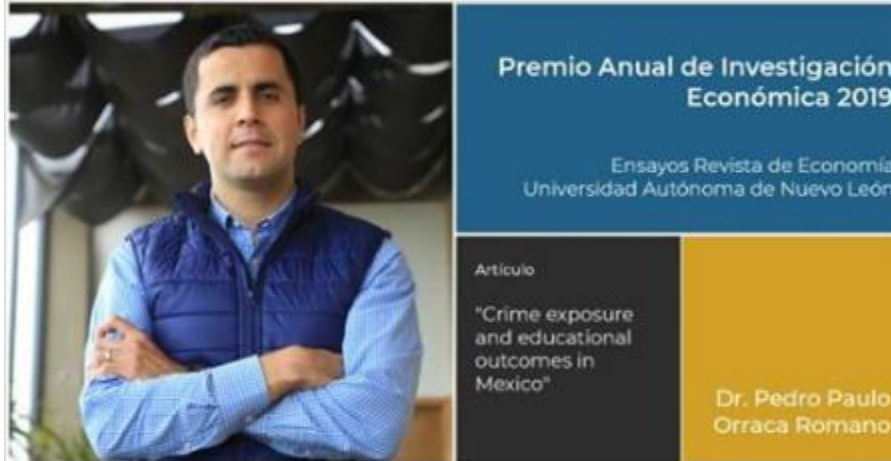 Premio Anual de Investigación
Económica 2019
Ensayos Revista de Economía
Universidad Autónoma de Nuevo León
Artículo
"Crime exposure
and educational
outcomes in
Mexico"
Dr. Pedro Paulo
Orraca Romano